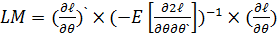 LM = (∂ℓ/∂θ)` × (−E [∂2ℓ/∂θ∂θ`])⁻¹ × (∂ℓ/∂θ)